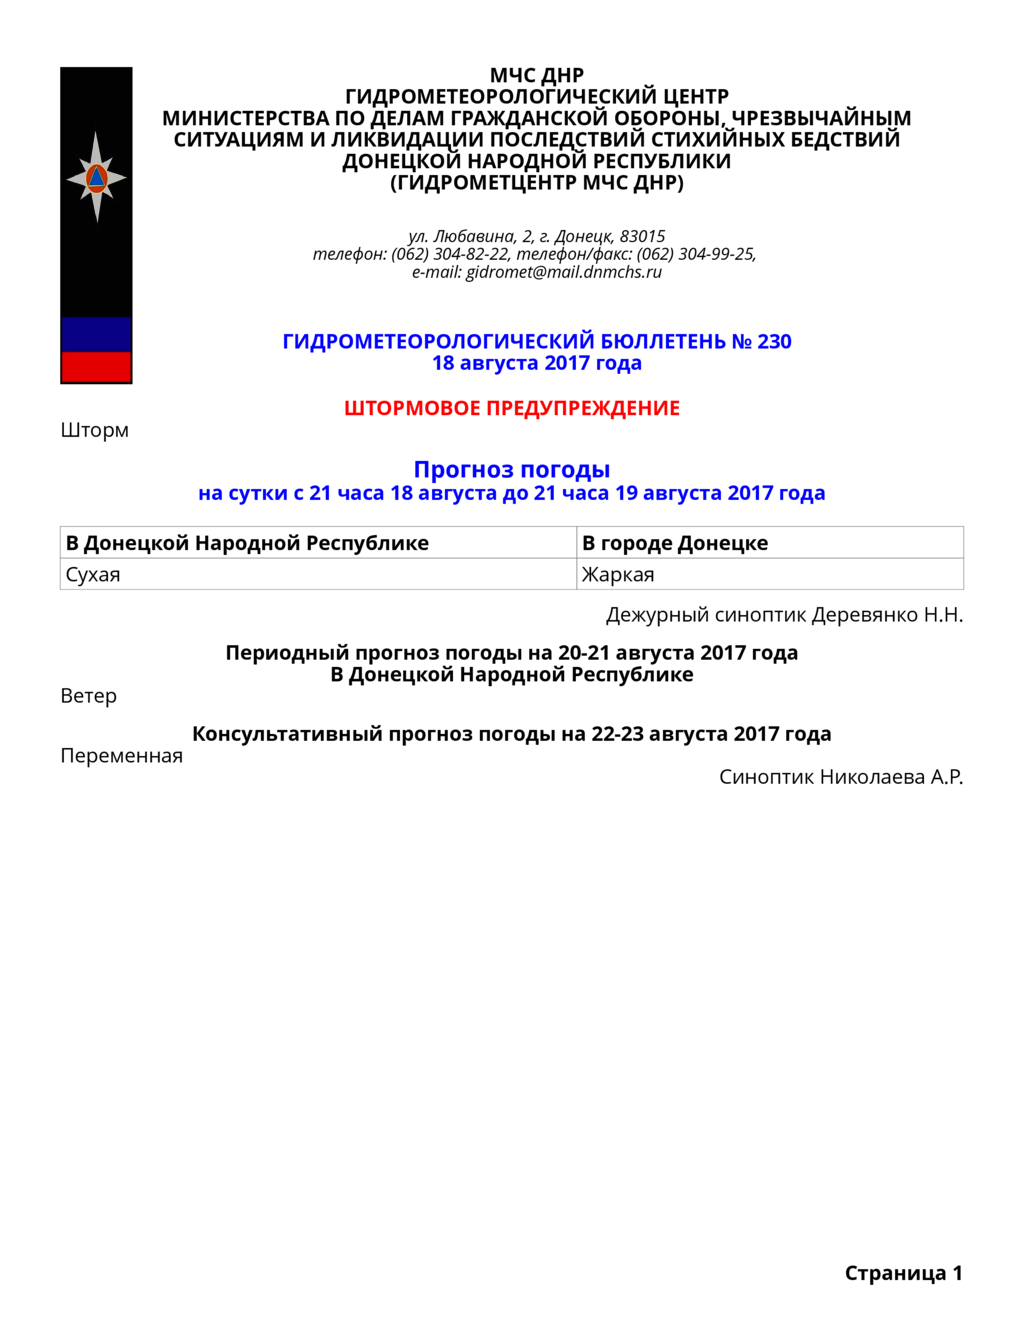 МЧС ДНР
ГИДРОМЕТЕОРОЛОГИЧЕСКИЙ ЦЕНТР
МИНИСТЕРСТВА ПО ДЕЛАМ ГРАЖДАНСКОЙ ОБОРОНЫ, ЧРЕЗВЫЧАЙНЫМ
СИТУАЦИЯМ И ЛИКВИДАЦИИ ПОСЛЕДСТВИЙ СТИХИЙНЫХ БЕДСТВИЙ
ДОНЕЦКОЙ НАРОДНОЙ РЕСПУБЛИКИ
(ГИДРОМЕТЦЕНТР МЧС ДНР)
ул. Любавина, 2, г. Донецк, 83015
телефон: (062) 304-82-22, телефон/факс: (062) 304-99-25,
e-mail: gidromet@mail.dnmchs.ru
ГИДРОМЕТЕОРОЛОГИЧЕСКИЙ БЮЛЛЕТЕНЬ № 230
18 августа 2017 года
ШТОРМОВОЕ ПРЕДУПРЕЖДЕНИЕ
Шторм
Прогноз погоды
на сутки с 21 часа 18 августа до 21 часа 19 августа 2017 года
В Донецкой Народной Республике В городе Донецке
Сухая Жаркая
Дежурный синоптик Деревянко Н.Н.
Периодный прогноз погоды на 20-21 августа 2017 года
В Донецкой Народной Республике
Ветер
Консультативный прогноз погоды на 22-23 августа 2017 года
Переменная
Синоптик Николаева А.Р.
Страница 1